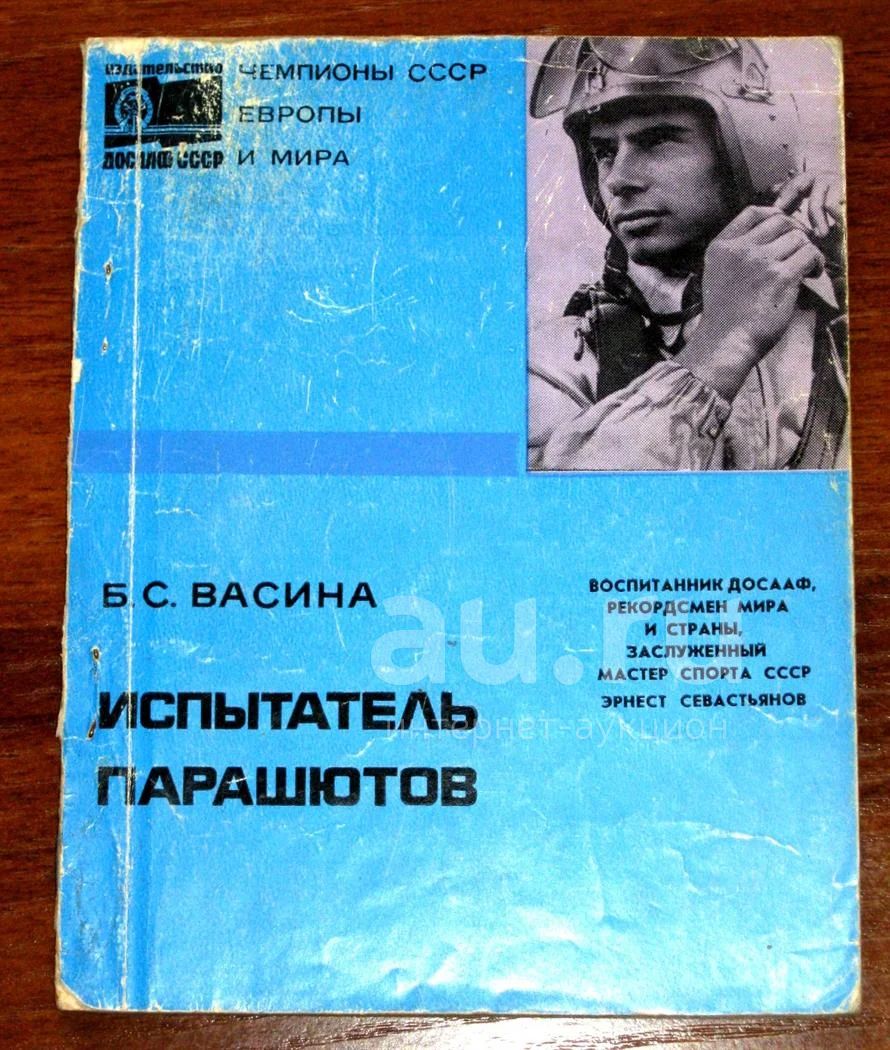 издательство
ДОСААФ СССР
ЧЕМПИОНЫ СССР
ЕВРОПЫ
И МИРА
Б. С. ВАСИНА
ИСПЫТАТЕЛЬ
ПАРАШЮТОВ
ВОСПИТАННИК ДОСААФ,
РЕКОРДСМЕН МИРА
И СТРАНЫ,
ЗАСЛУЖЕННЫЙ
МАСТЕР СПОРТА СССР
ЭРНЕСТ СЕВАСТЬЯНОВ
au.ru
интернет-аукцион